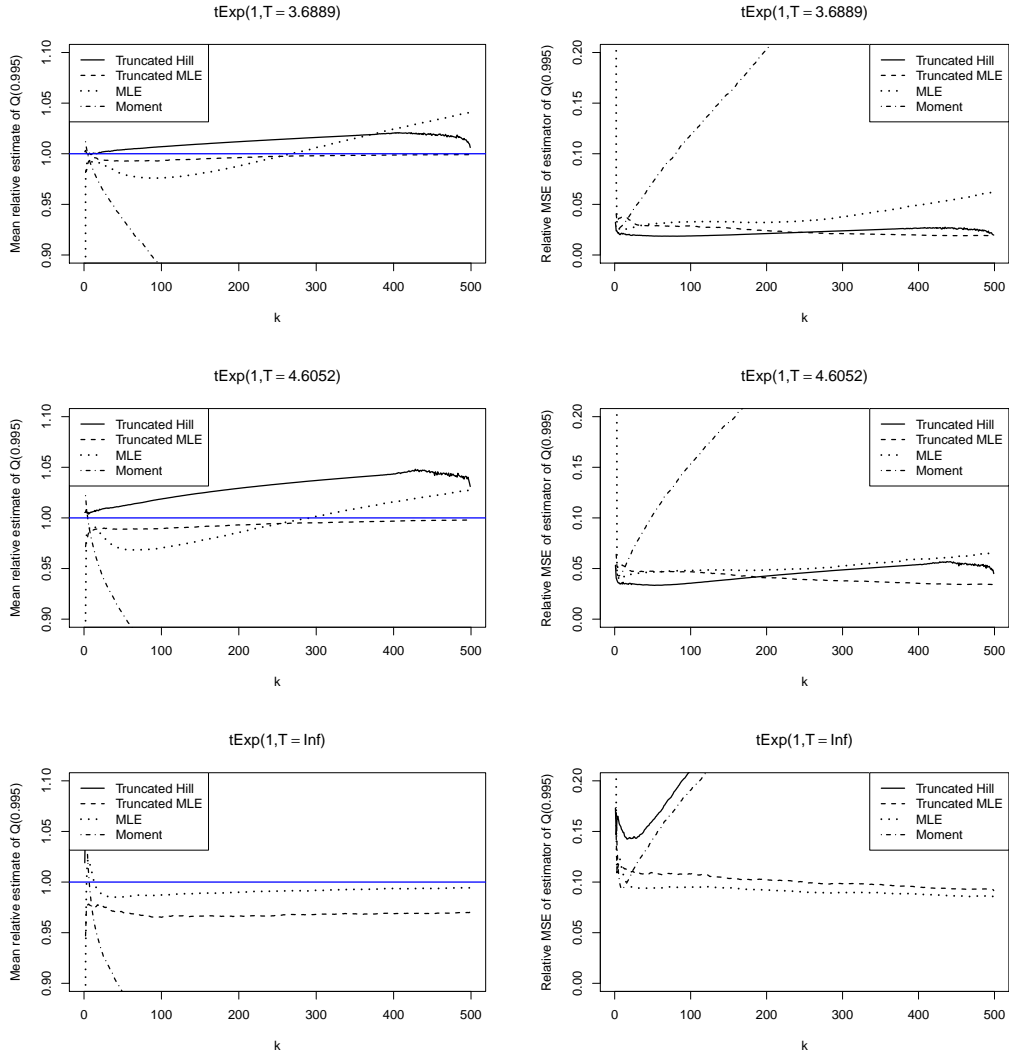 tExp(1,T = 3.6889)
Mean relative estimate of Q(0.995)
1.10
1.05
1.00
0.95
0.90
Truncated Hill
Truncated MLE
MLE
Moment
0 100 200 300 400 500
k
tExp(1,T = 3.6889)
Relative MSE of estimator of Q(0.995)
0.20
0.15
0.10
0.05
0.00
Truncated Hill
Truncated MLE
MLE
Moment
0 100 200 300 400 500
k
tExp(1,T = 4.6052)
Mean relative estimate of Q(0.995)
1.10
1.05
1.00
0.95
0.90
Truncated Hill
Truncated MLE
MLE
Moment
0 100 200 300 400 500
k
tExp(1,T = 4.6052)
Relative MSE of estimator of Q(0.995)
0.20
0.15
0.10
0.05
0.00
Truncated Hill
Truncated MLE
MLE
Moment
0 100 200 300 400 500
k
tExp(1,T = Inf)
Mean relative estimate of Q(0.995)
1.10
1.05
1.00
0.95
0.90
Truncated Hill
Truncated MLE
MLE
Moment
0 100 200 300 400 500
k
tExp(1,T = Inf)
Relative MSE of estimator of Q(0.995)
0.20
0.15
0.10
0.05
0.00
Truncated Hill
Truncated MLE
MLE
Moment
0 100 200 300 400 500
k